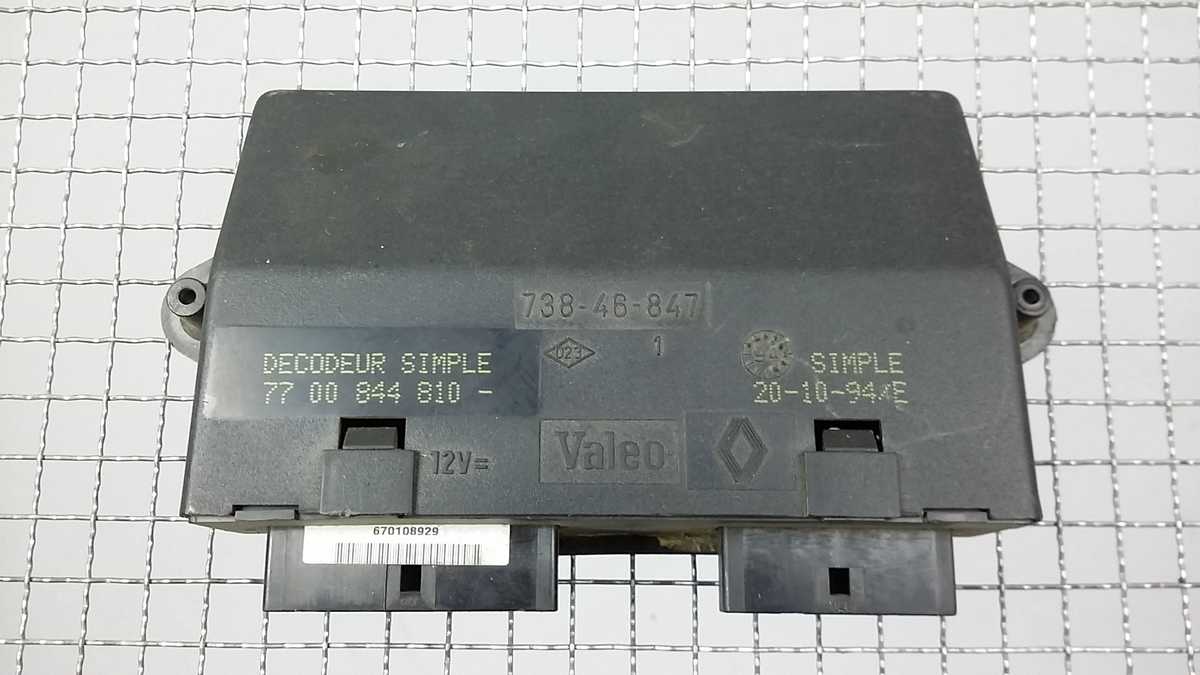 738-46-847
DECODEUR SIMPLE
77 00 844 810 -
023
1
SIMPLE
20-10-94
12V=
Valeo
670108929